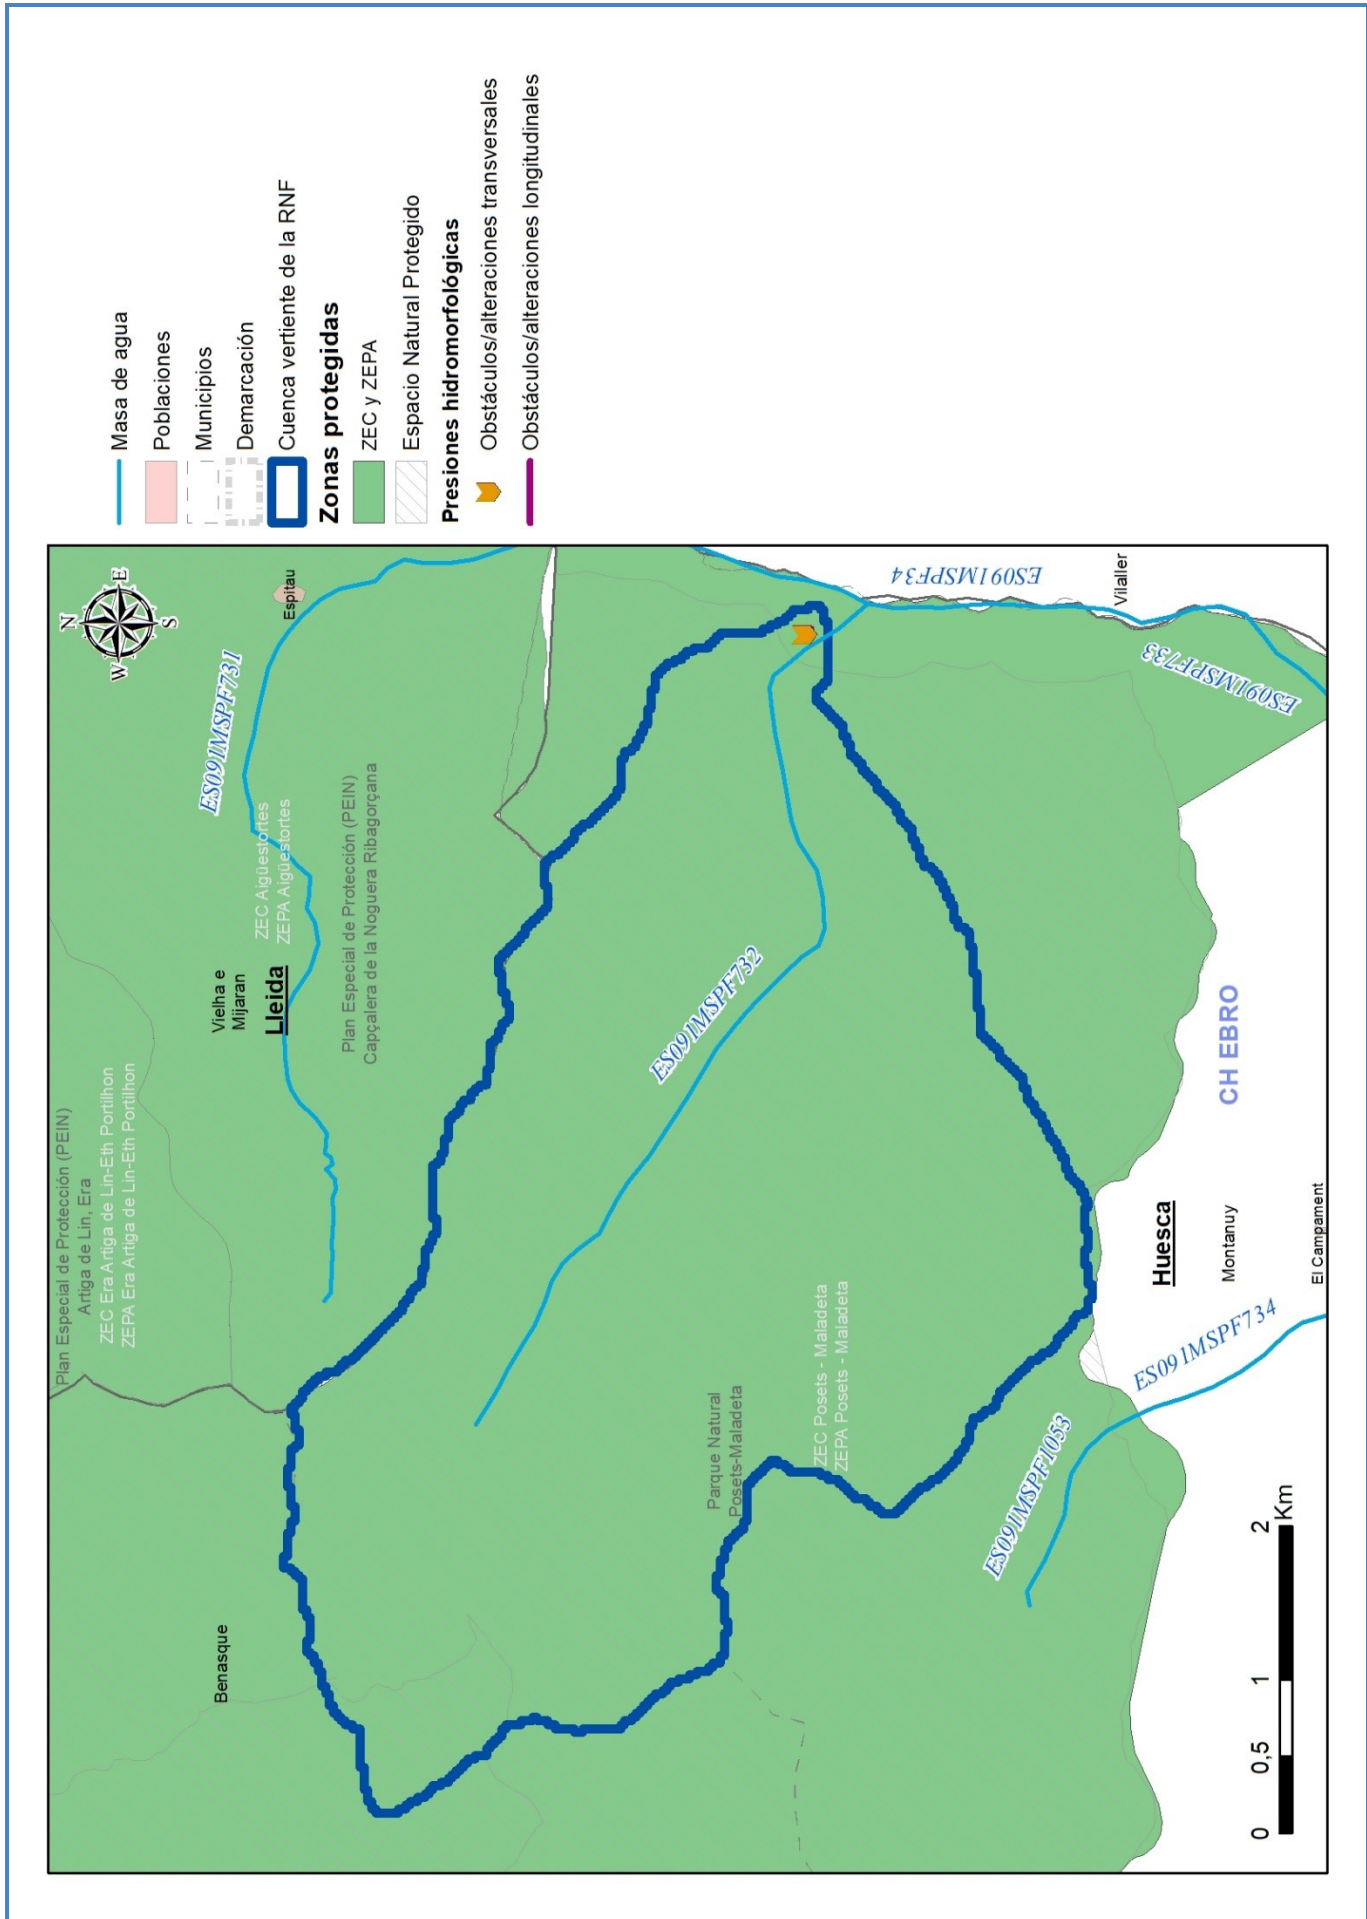 Plan Especial de Protección (PEIN)
Artiga de Lin, Era
ZEC Era Artiga de Lin-Eth Portilhon
ZEPA Era Artiga de Lin-Eth Portilhon
N
W
E
S
ES091MSPF731
Espitau
Vielha e
Mijaran
Lleida
ZEC Aigüestortes
ZEPA Aigüestortes
Plan Especial de Protección (PEIN)
Capçalera de la Noguera Ribagorçana
Benasque
ES091MSPF732
Parque Natural
Posets-Maladeta
ZEC Posets - Maladeta
ZEPA Posets - Maladeta
ES091MSPF34
Vilaller
ES091MSPF733
ES091MSPF1053
ES091MSPF734
Huesca
Montanuy
El Campament
CH EBRO
0
0,5
1
2
Km
Masa de agua
Poblaciones
Municipios
Demarcación
Cuenca vertiente de la RNF
Zonas protegidas
ZEC y ZEPA
Espacio Natural Protegido
Presiones hidromorfológicas
Obstáculos/alteraciones transversales
Obstáculos/alteraciones longitudinales